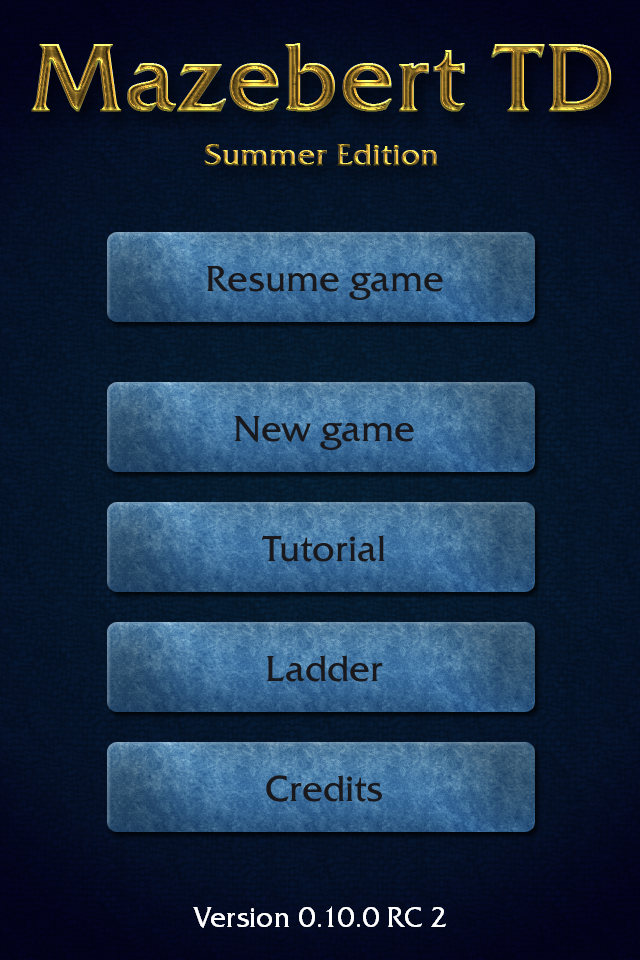 Mazebert TD
Summer Edition
Resume game
New game
Tutorial
Ladder
Credits
Version 0.10.0 RC 2